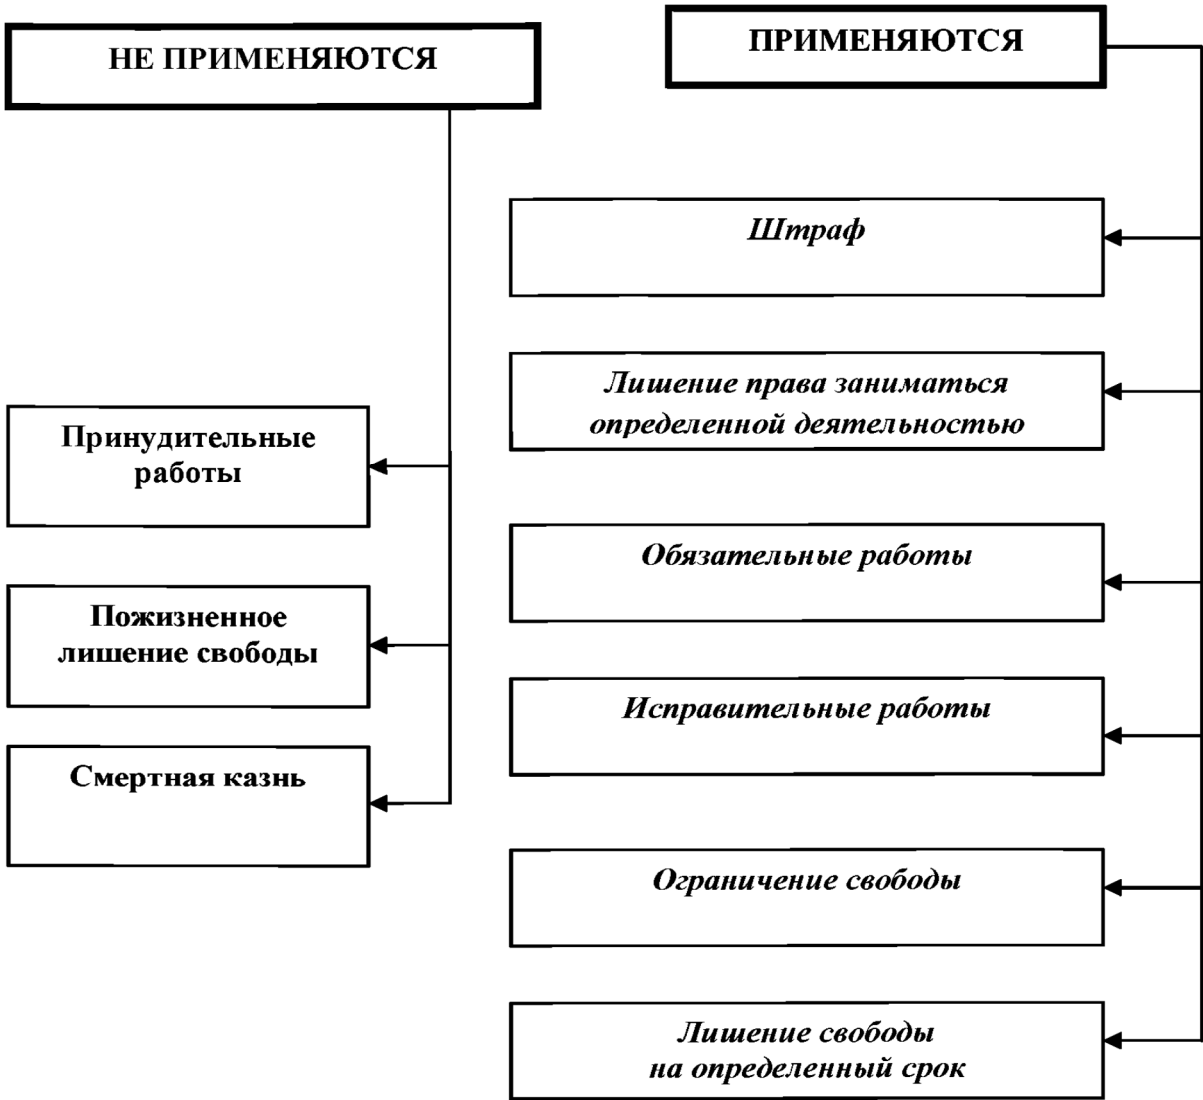 НЕ ПРИМЕНЯЮТСЯ
Принудительные
работы
Пожизненное
лишение свободы
Смертная казнь
ПРИМЕНЯЮТСЯ
Штраф
Лишение права заниматься
определенной деятельностью
Обязательные работы
Исправительные работы
Ограничение свободы
Лишение свободы
на определенный срок